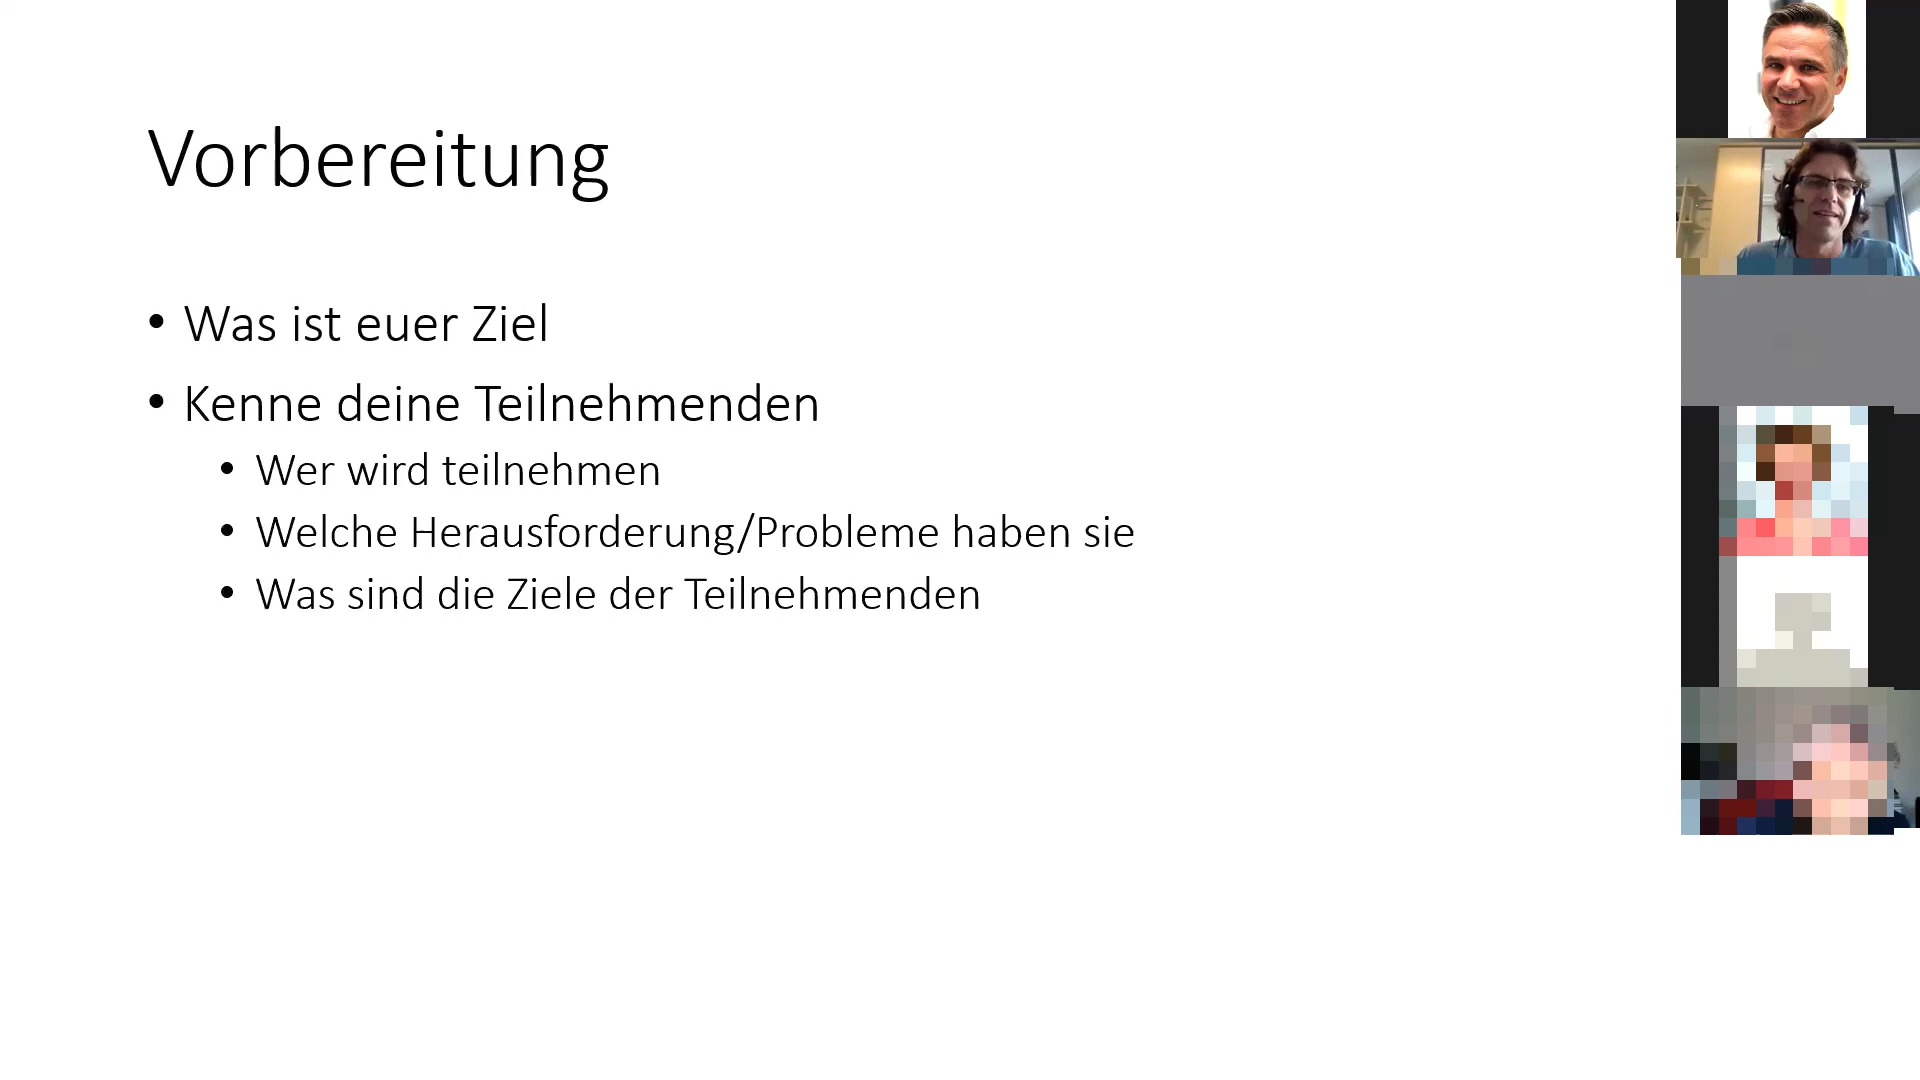 Vorbereitung
• Was ist euer Ziel
• Kenne deine Teilnehmenden
• Wer wird teilnehmen
• Welche Herausforderung/Probleme haben sie
• Was sind die Ziele der Teilnehmenden